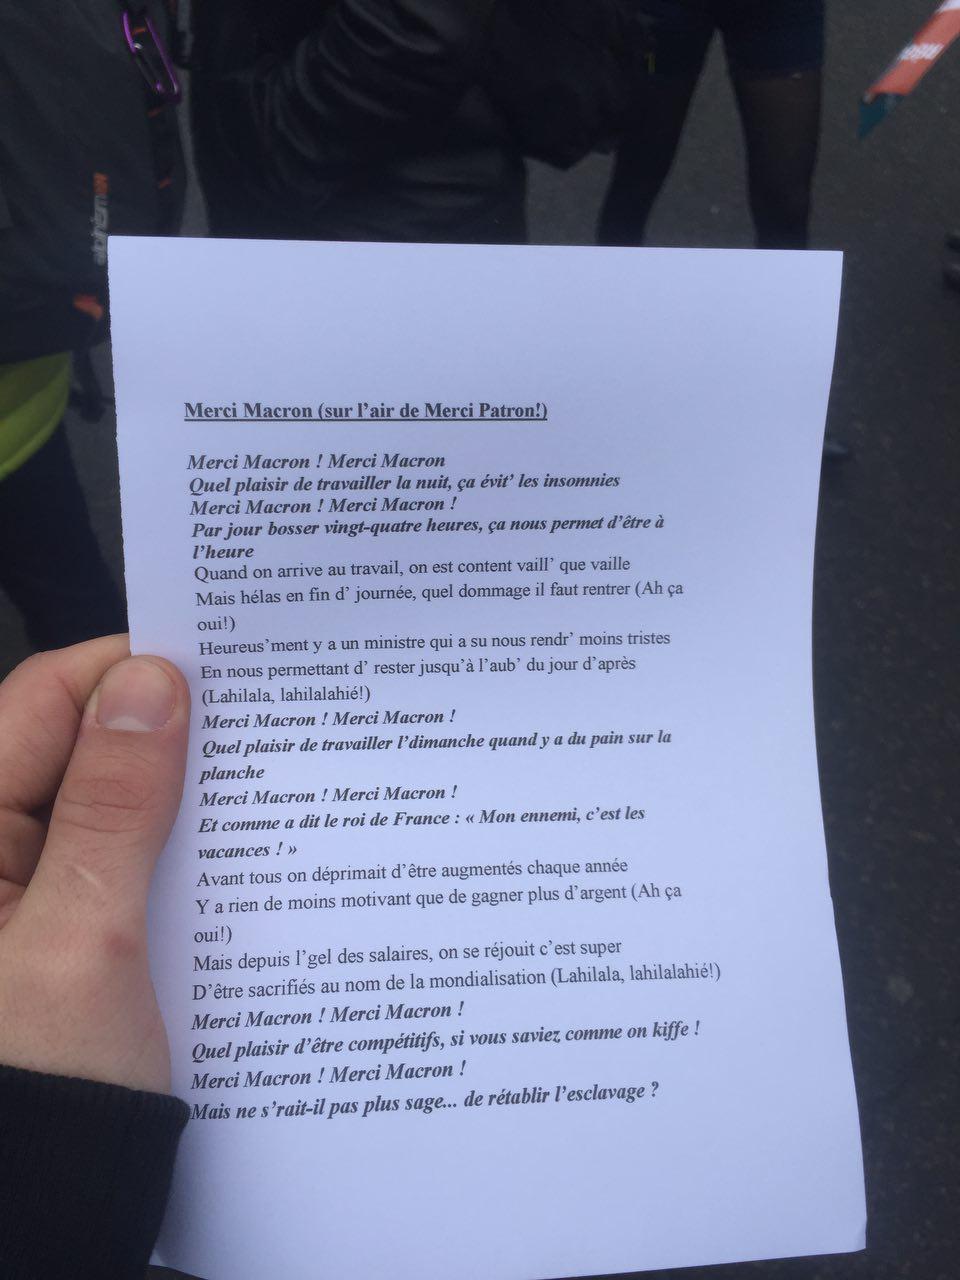 Merci Macron (sur l'air de Merci Patron!)
Merci Macron ! Merci Macron
Quel plaisir de travailler la nuit, ça évit' les insomnies
Merci Macron ! Merci Macron !
Par jour bosser vingt-quatre heures, ça nous permet d'être à
l'heure
Quand on arrive au travail, on est content vaill' que vaille
Mais hélas en fin d' journée, quel dommage il faut rentrer (Ah ça
oui!)
Heureus'ment y a un ministre qui a su nous rendr' moins tristes
En nous permettant d' rester jusqu'à l'aub' du jour d'après
(Lahilala, lahilalahié!)
Merci Macron ! Merci Macron !
Quel plaisir de travailler l'dimanche quand y a du pain sur la
planche
Merci Macron ! Merci Macron !
Et comme a dit le roi de France : « Mon ennemi, c'est les
vacances ! »
Avant tous on déprimait d'être augmentés chaque année
Y a rien de moins motivant que de gagner plus d'argent (Ah ça
oui!)
Mais depuis l'gel des salaires, on se réjouit c'est super
D'être sacrifiés au nom de la mondialisation (Lahilala, lahilalahié!)
Merci Macron ! Merci Macron !
Quel plaisir d'être compétitifs, si vous saviez comme on kiffe !
Merci Macron ! Merci Macron !
Mais ne s'rait-il pas plus sage... de rétablir l'esclavage ?